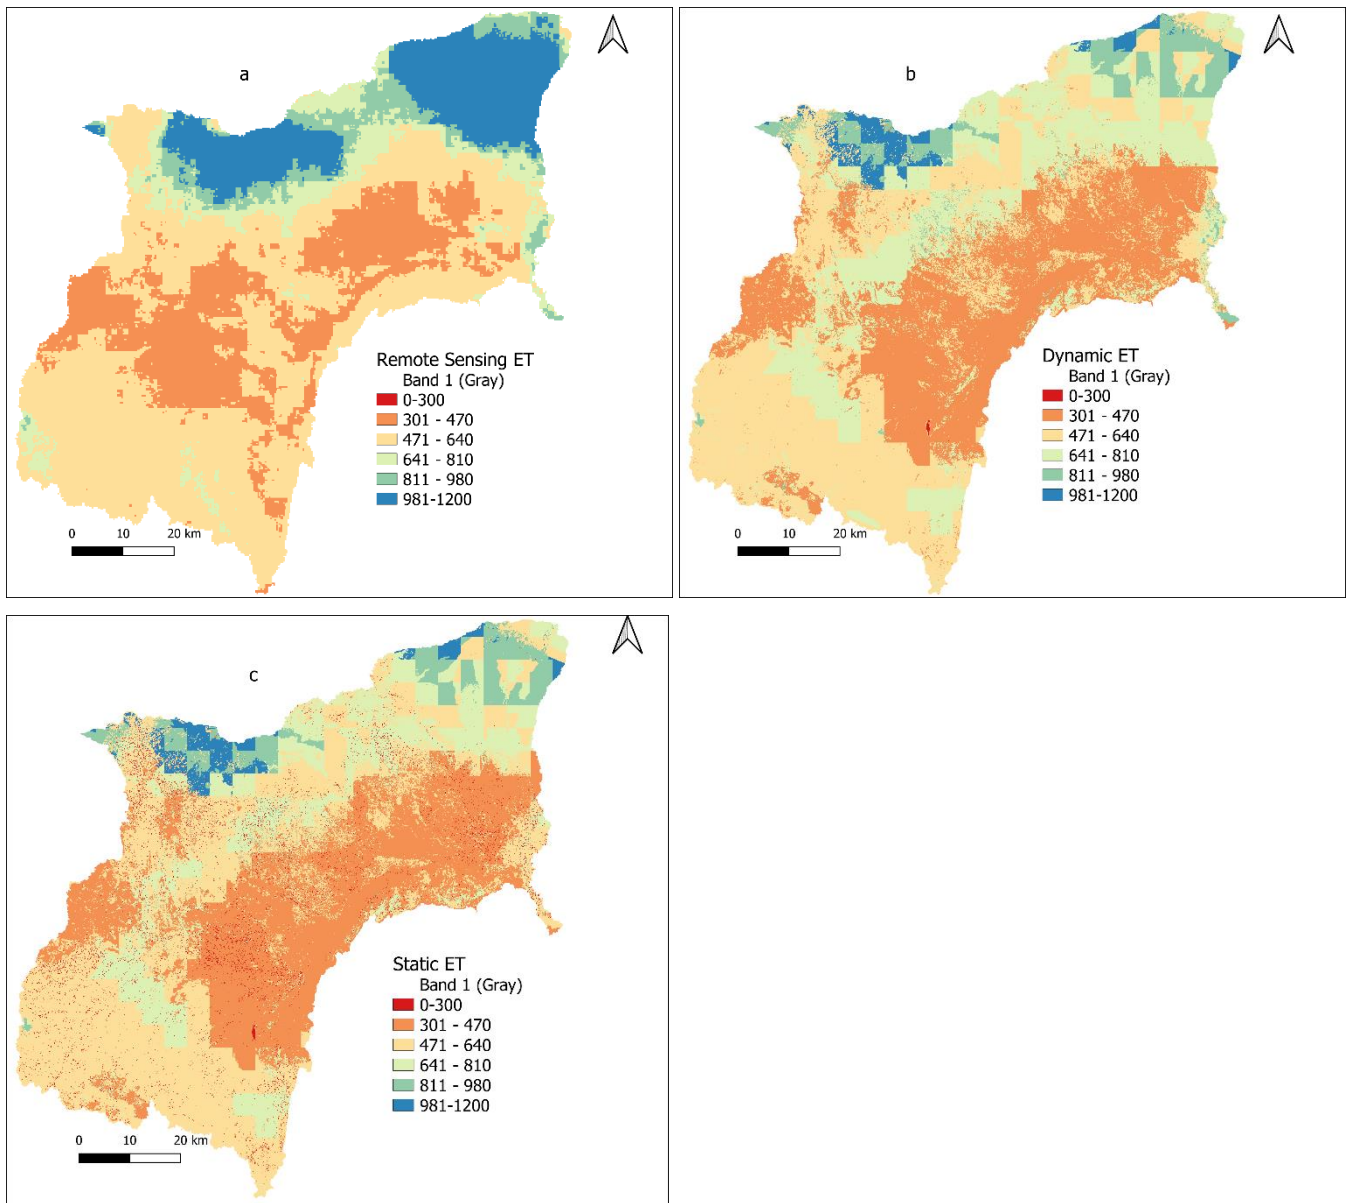 a
Remote Sensing ET
Band 1 (Gray)
0-300
301 - 470
471 - 640
641 - 810
811 - 980
981-1200
0 10 20 km
b
Dynamic ET
Band 1 (Gray)
0-300
301 - 470
471 - 640
641 - 810
811 - 980
981-1200
0 10 20 km
c
Static ET
Band 1 (Gray)
0-300
301 - 470
471 - 640
641 - 810
811 - 980
981-1200
0 10 20 km